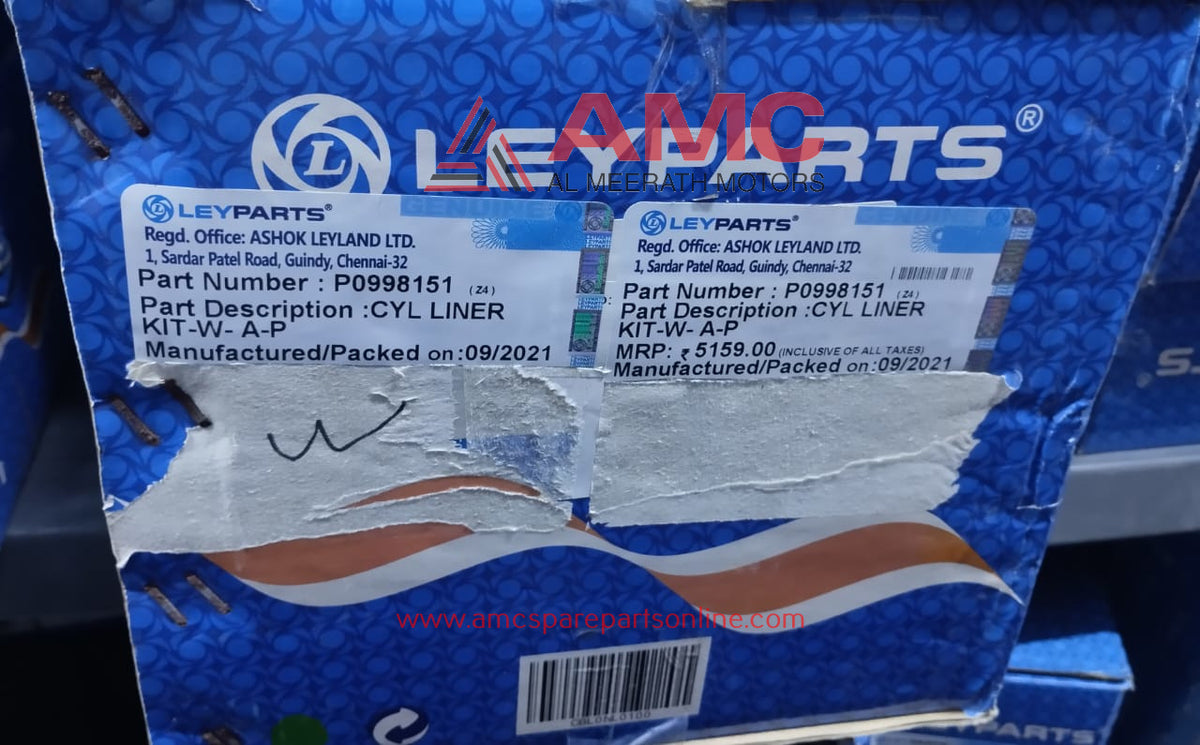 LEYPARTS®
L
AMC
AL MEERATH MOTORS
LEYPARTS®
GENUINE
Regd. Office: ASHOK LEYLAND LTD.
1, Sardar Patel Road, Guindy, Chennai-32
Part Number : P0998151 (Z4)
Part Description :CYL LINER
KIT-W- A-P
Manufactured/Packed on:09/2021
LEYPARTS®
GENUINE
Regd. Office: ASHOK LEYLAND LTD.
1, Sardar Patel Road, Guindy, Chennai-32
Part Number : P0998151 (Z4)
Part Description :CYL LINER
KIT-W- A-P
MRP: ₹ 5159.00 (INCLUSIVE OF ALL TAXES)
Manufactured/Packed on:09/2021
W
www.amcsparepartsonline.com